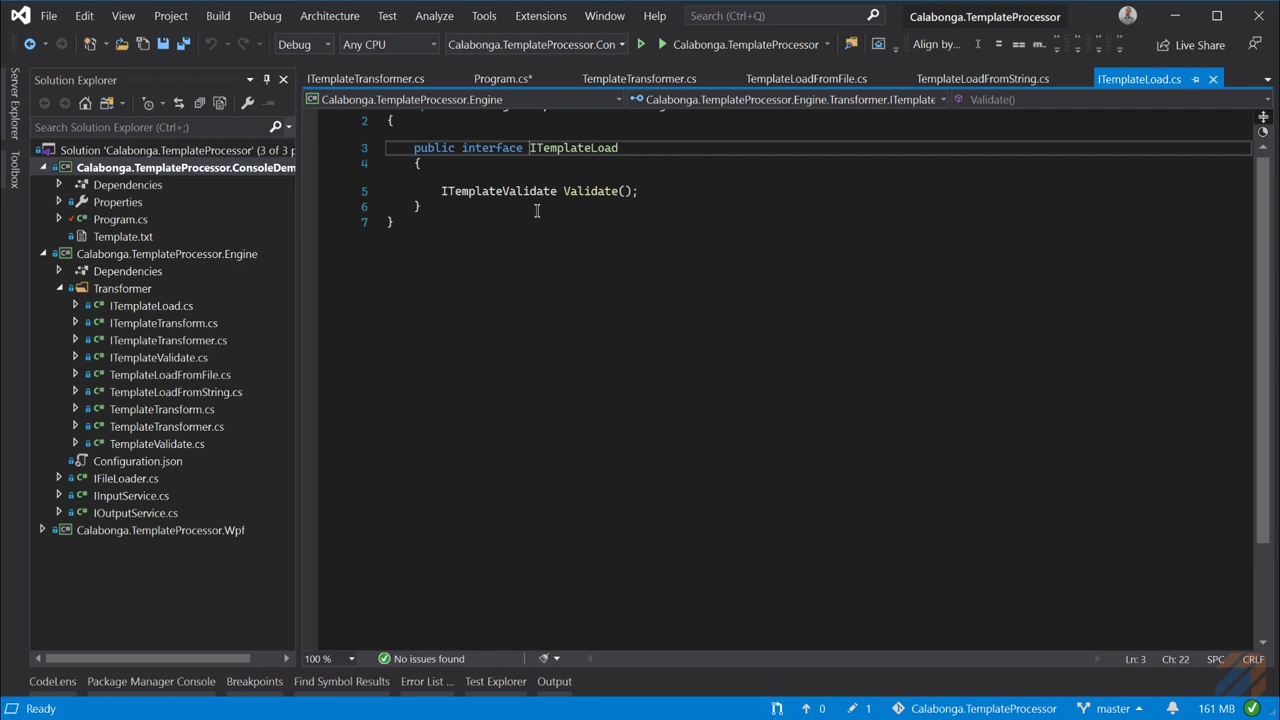 File Edit View Project Build Debug Architecture Test Analyze Tools Extensions Window Help Search (Ctrl+Q) Calabonga.TemplateProcessor
Debug Any CPU Calabonga.TemplateProcessor.Con Calabonga.TemplateProcessor Align by... Live Share
Server Explorer
Toolbox
Solution Explorer
Search Solution Explorer (Ctrl+;)
Solution 'Calabonga.TemplateProcessor' (3 of 3 p
Calabonga.TemplateProcessor.ConsoleDem
Dependencies
Properties
Program.cs
Template.txt
Calabonga.TemplateProcessor.Engine
Dependencies
Transformer
ITemplateLoad.cs
ITemplateTransform.cs
ITemplateTransformer.cs
ITemplateValidate.cs
TemplateLoadFromFile.cs
TemplateLoadFromString.cs
TemplateTransform.cs
TemplateTransformer.cs
TemplateValidate.cs
Configuration.json
IFileLoader.cs
IInputService.cs
IOutputService.cs
Calabonga.TemplateProcessor.Wpf
ITemplateTransformer.cs Program.cs* TemplateTransformer.cs TemplateLoadFromFile.cs TemplateLoadFromString.cs ITemplateLoad.cs
Calabonga.TemplateProcessor.Engine Calabonga.TemplateProcessor.Engine.Transformer.ITemplate Validate()
2 {
3 public interface ITemplateLoad
4 {
5 ITemplateValidate Validate();
6 }
7 }
100 % No issues found Ln: 3 Ch: 22 SPC CRLF
CodeLens Package Manager Console Breakpoints Find Symbol Results Error List ... Test Explorer Output
Ready 0 1 Calabonga.TemplateProcessor master 161 MB